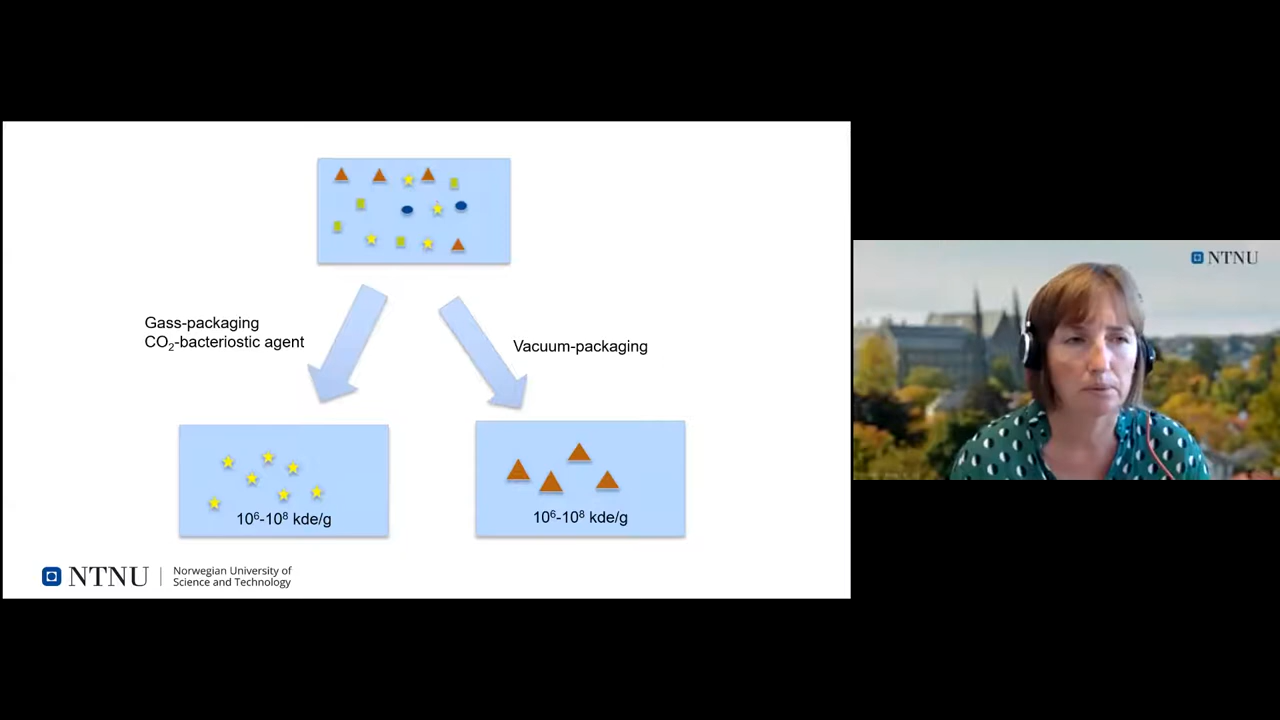 Gass-packaging
CO₂-bacteriostic agent
Vacuum-packaging
10⁶-10⁸ kde/g
10⁶-10⁸ kde/g
NTNU
Norwegian University of
Science and Technology
NTNU